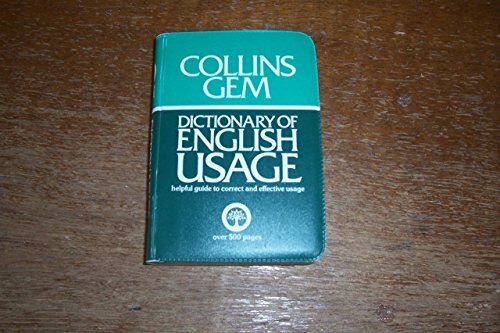 COLLINS
GEM
DICTIONARY OF
ENGLISH
USAGE
helpful guide to correct and effective usage
over 500 pages